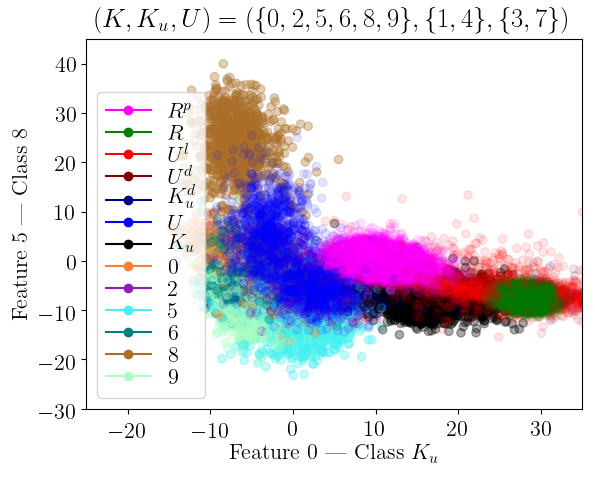 (K, K_u, U) = ({0, 2, 5, 6, 8, 9}, {1, 4}, {3, 7})
Feature 5 — Class 8
40
30
20
10
0
−10
−20
−30
R^p
R
U^l
U^d
K_u^d
U
K_u
0
2
5
6
8
9
−20
−10
0
10
20
30
Feature 0 — Class K_u